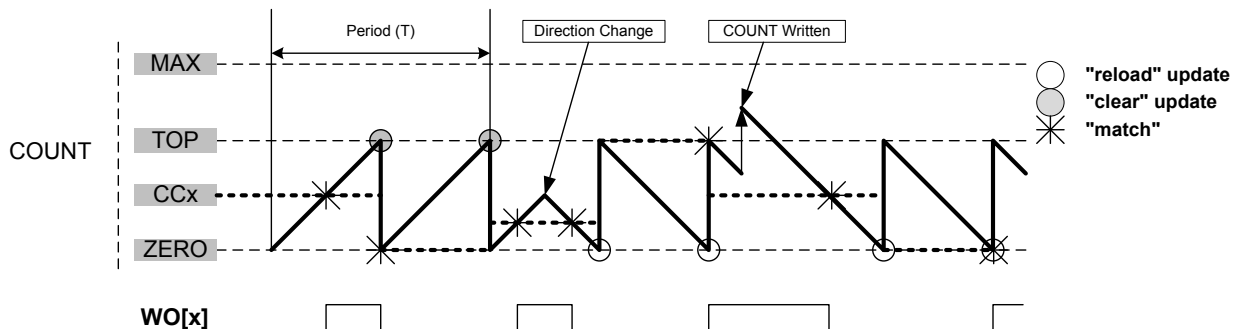 Period (T)
Direction Change
COUNT Written
MAX
"reload" update
"clear" update
TOP
"match"
COUNT
CCx
ZERO
WO[x]